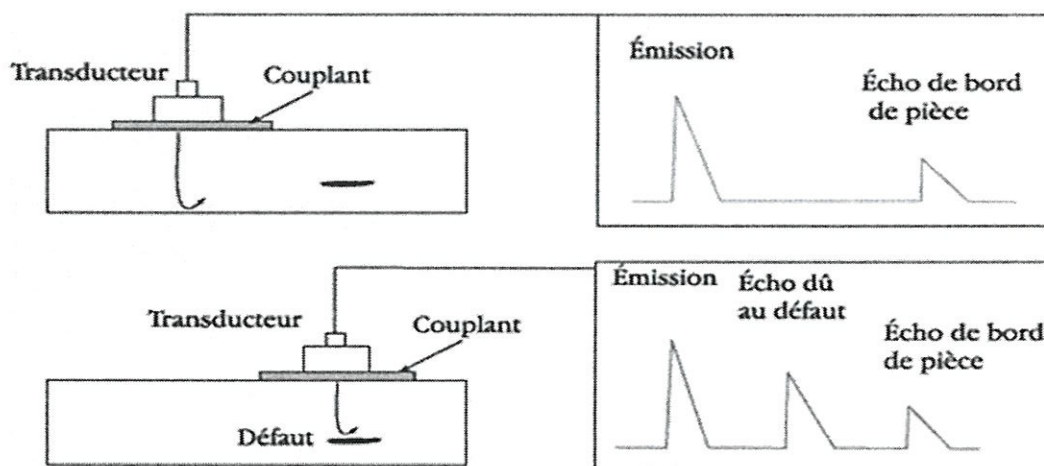 Émission
Transducteur
Couplant
Écho de bord
de pièce
Émission
Écho dû
au défaut
Transducteur
Couplant
Écho de bord
de pièce
Défaut